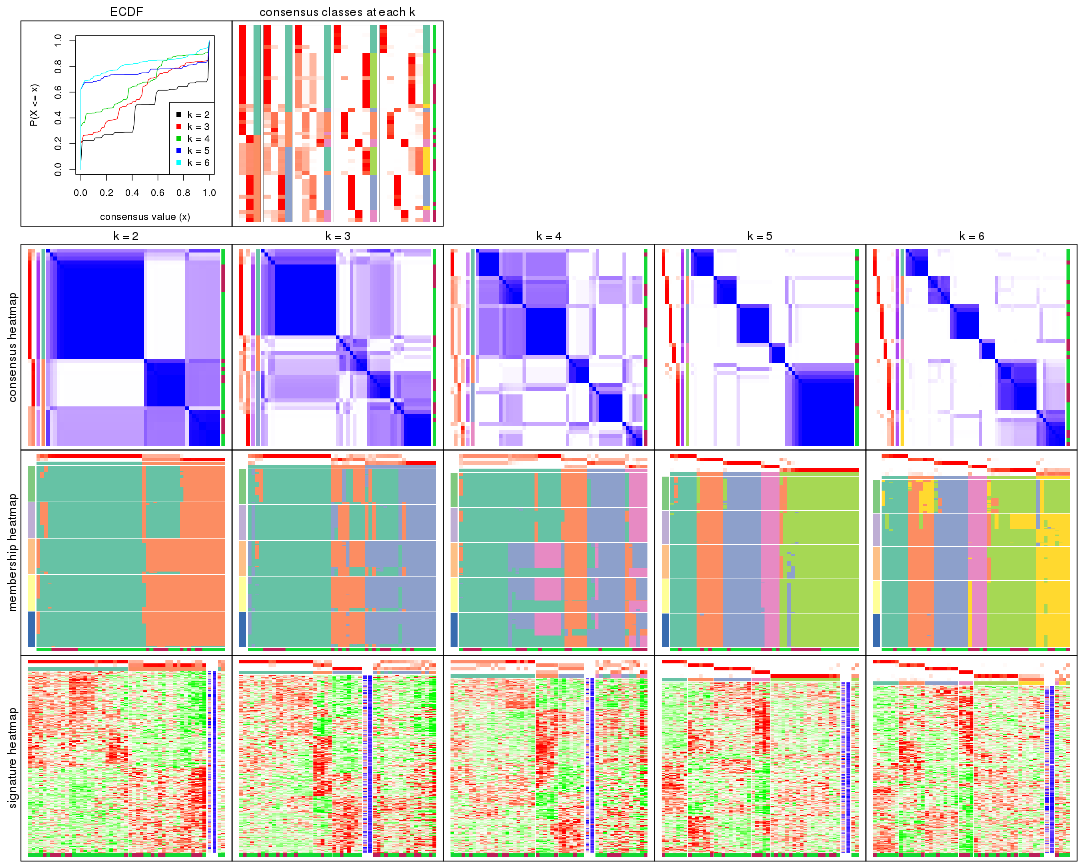 ECDF
consensus classes at each k
P(X <= x)
0.0 0.2 0.4 0.6 0.8 1.0
k = 2
k = 3
k = 4
k = 5
k = 6
0.0 0.2 0.4 0.6 0.8 1.0
consensus value (x)
k = 2 k = 3 k = 4 k = 5 k = 6
consensus heatmap
membership heatmap
signature heatmap